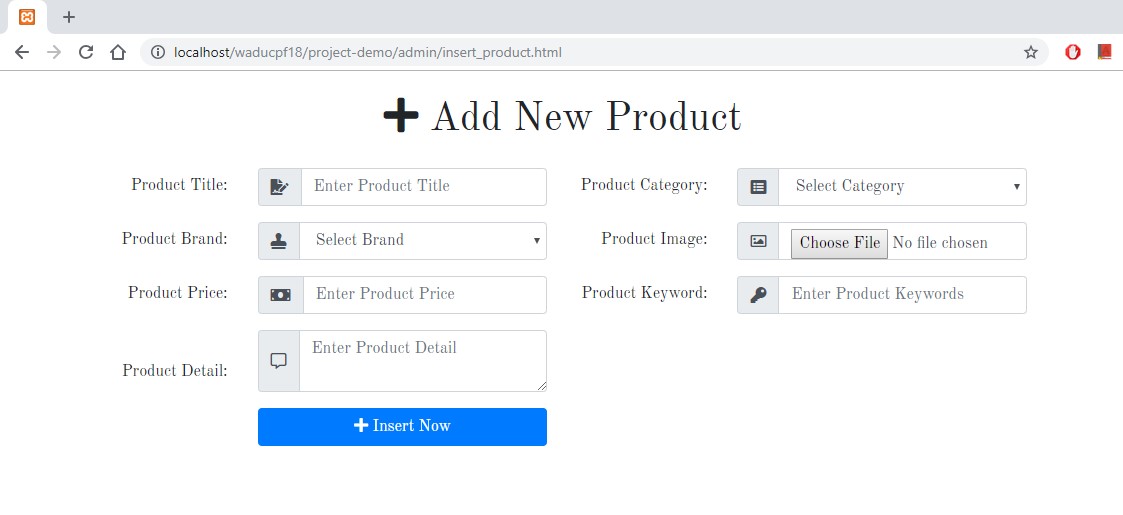 localhost/waducpf18/project-demo/admin/insert_product.html
Add New Product
Product Title: Enter Product Title Product Category: Select Category
Product Brand: Select Brand Product Image: Choose File No file chosen
Product Price: Enter Product Price Product Keyword: Enter Product Keywords
Product Detail: Enter Product Detail
Insert Now